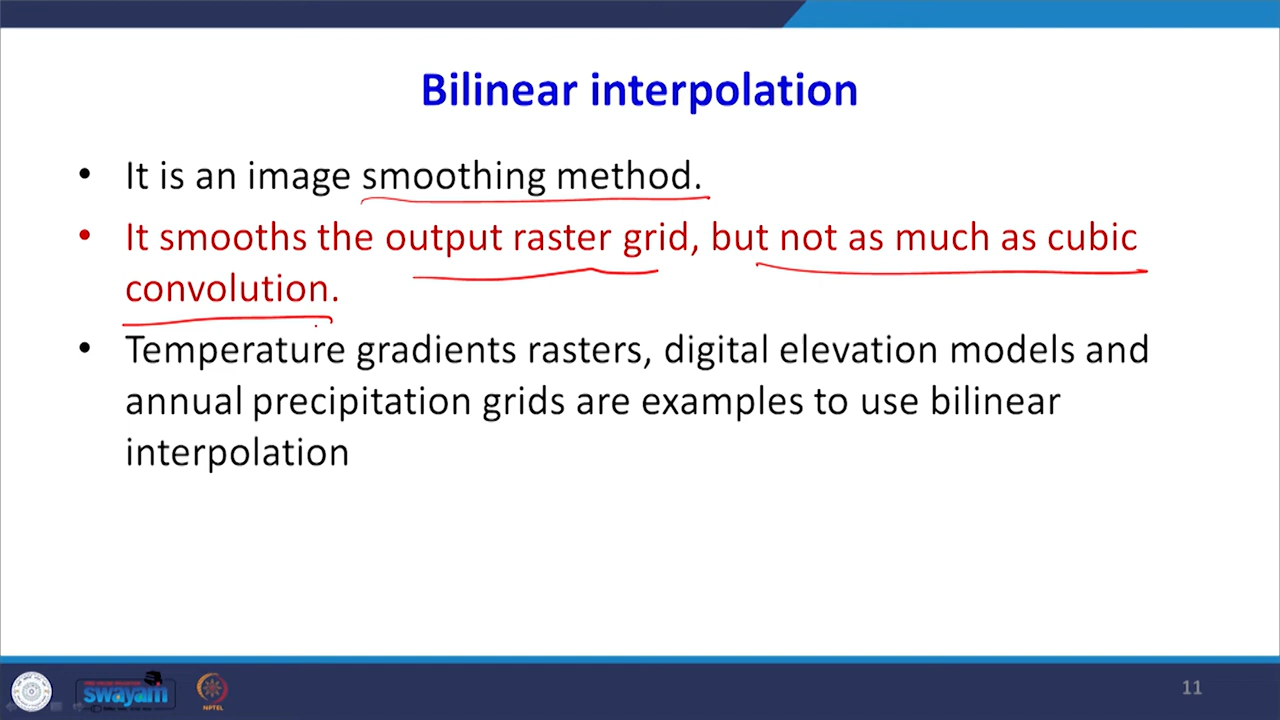 Bilinear interpolation
• It is an image smoothing method.
• It smooths the output raster grid, but not as much as cubic
convolution.
• Temperature gradients rasters, digital elevation models and
annual precipitation grids are examples to use bilinear
interpolation
swayam
NPTEL
11